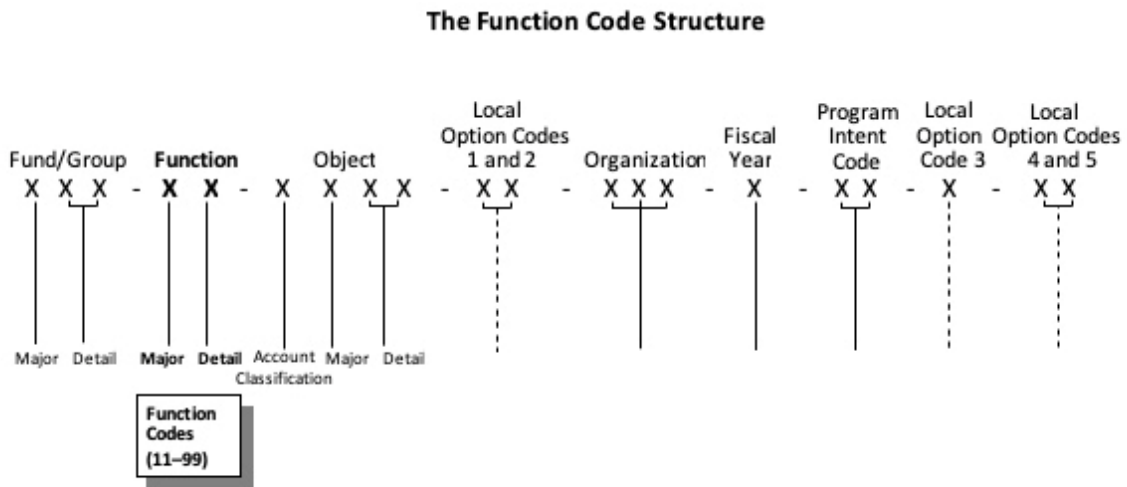 The Function Code Structure
Local Program Local Local
Option Codes Fiscal Intent Option Option Codes
Fund/Group Function Object 1 and 2 Organization Year Code Code 3 4 and 5
X X X - X X - X X X X - X X - X X X - X - X X - X - X X
Major Detail Major Detail Account Major Detail
Classification
Function
Codes
(11–99)